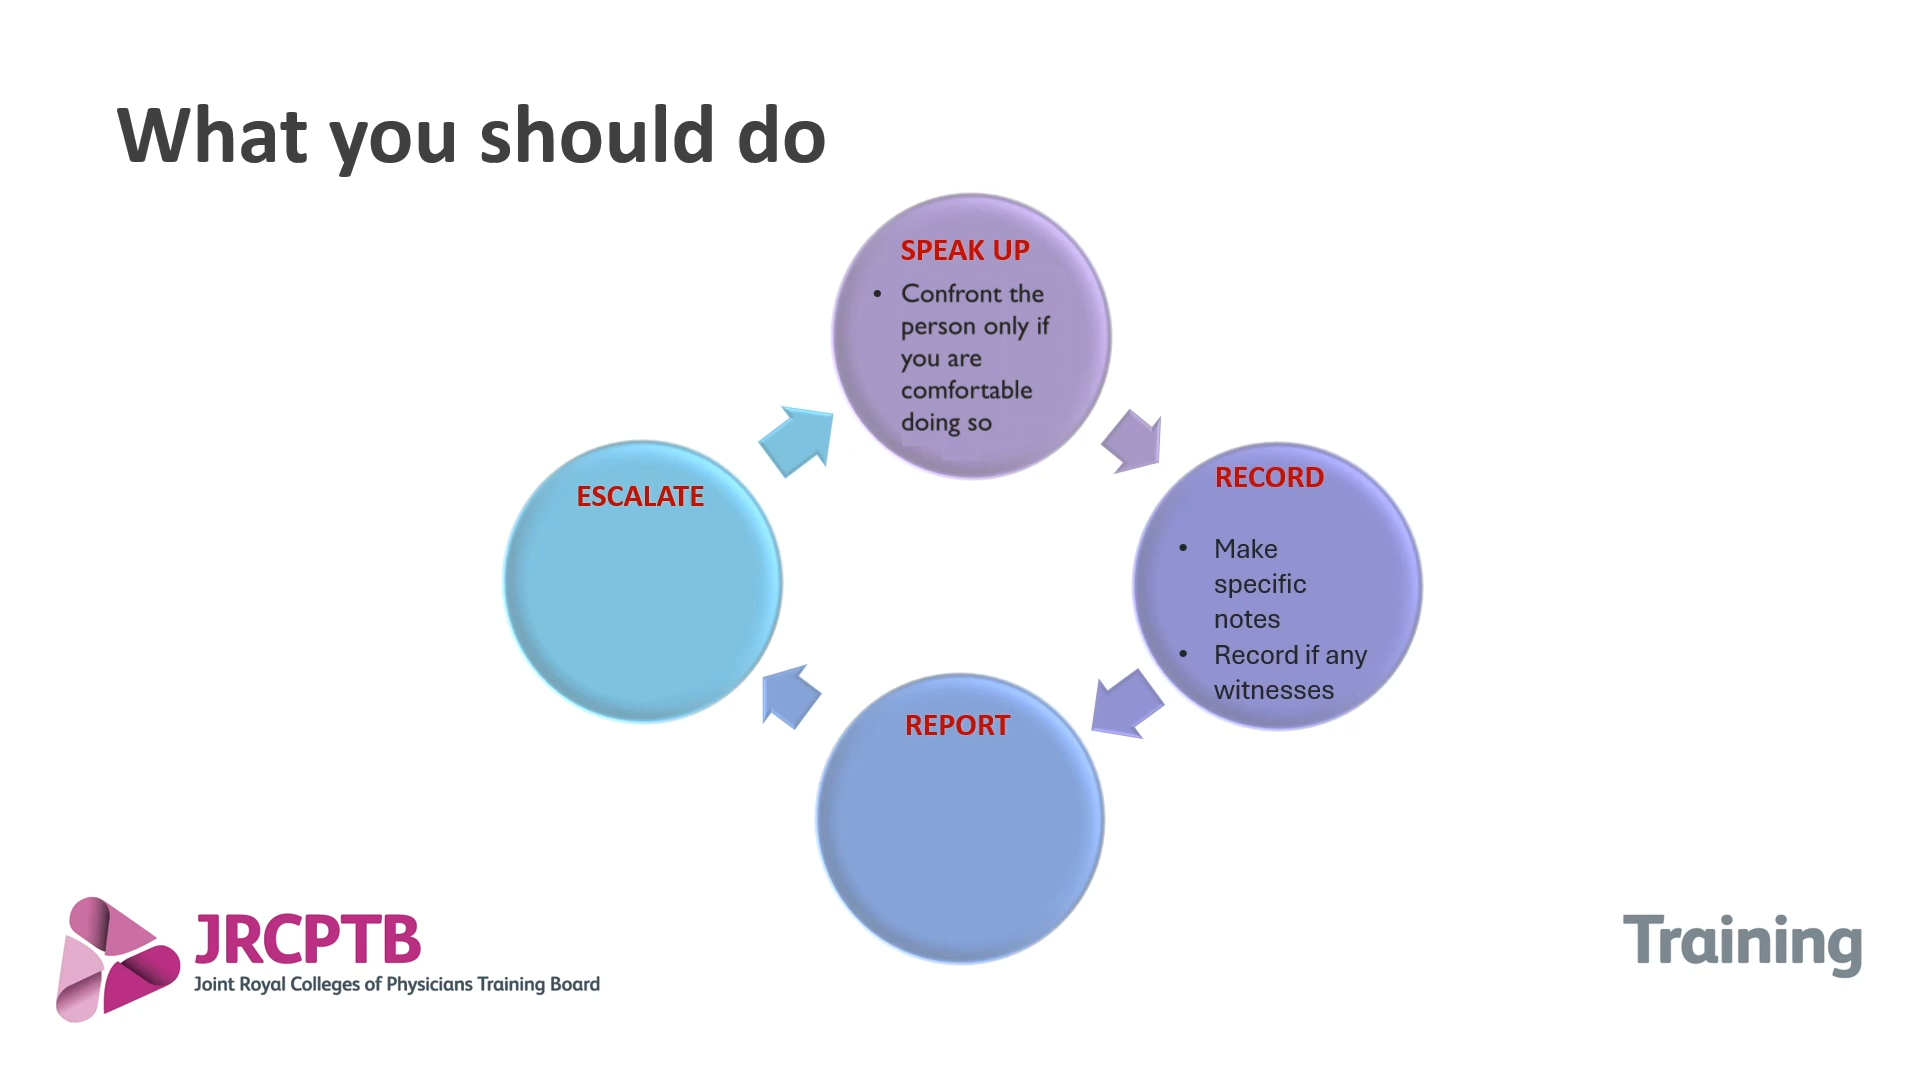 What you should do
SPEAK UP
• Confront the
person only if
you are
comfortable
doing so
RECORD
• Make
specific
notes
• Record if any
witnesses
REPORT
ESCALATE
JRCPTB
Joint Royal Colleges of Physicians Training Board
Training